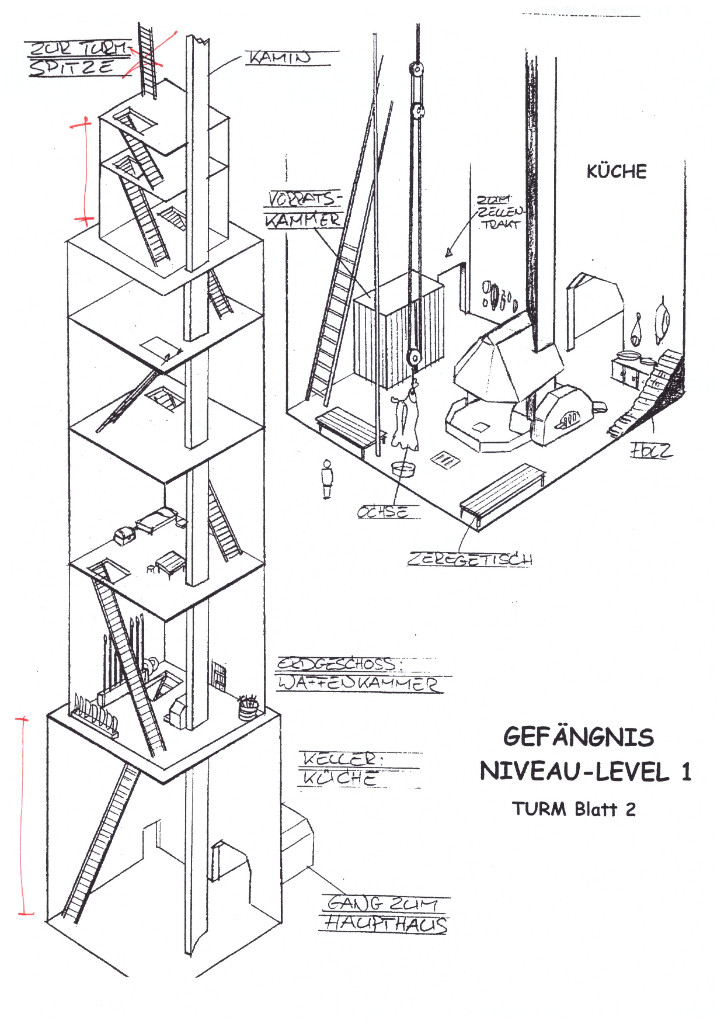 ZUR TURM-
SPITZE
KAMIN
KÜCHE
VORRATS-
KAMMER
ZUM
ZELLEN-
TRAKT
HOLZ
OCHSE
ZEREGETISCH
ERDGESCHOSS:
WAFFENKAMMER
KELLER:
KÜCHE
GEFÄNGNIS
NIVEAU-LEVEL 1
TURM Blatt 2
GANG ZUM
HAUPTHAUS